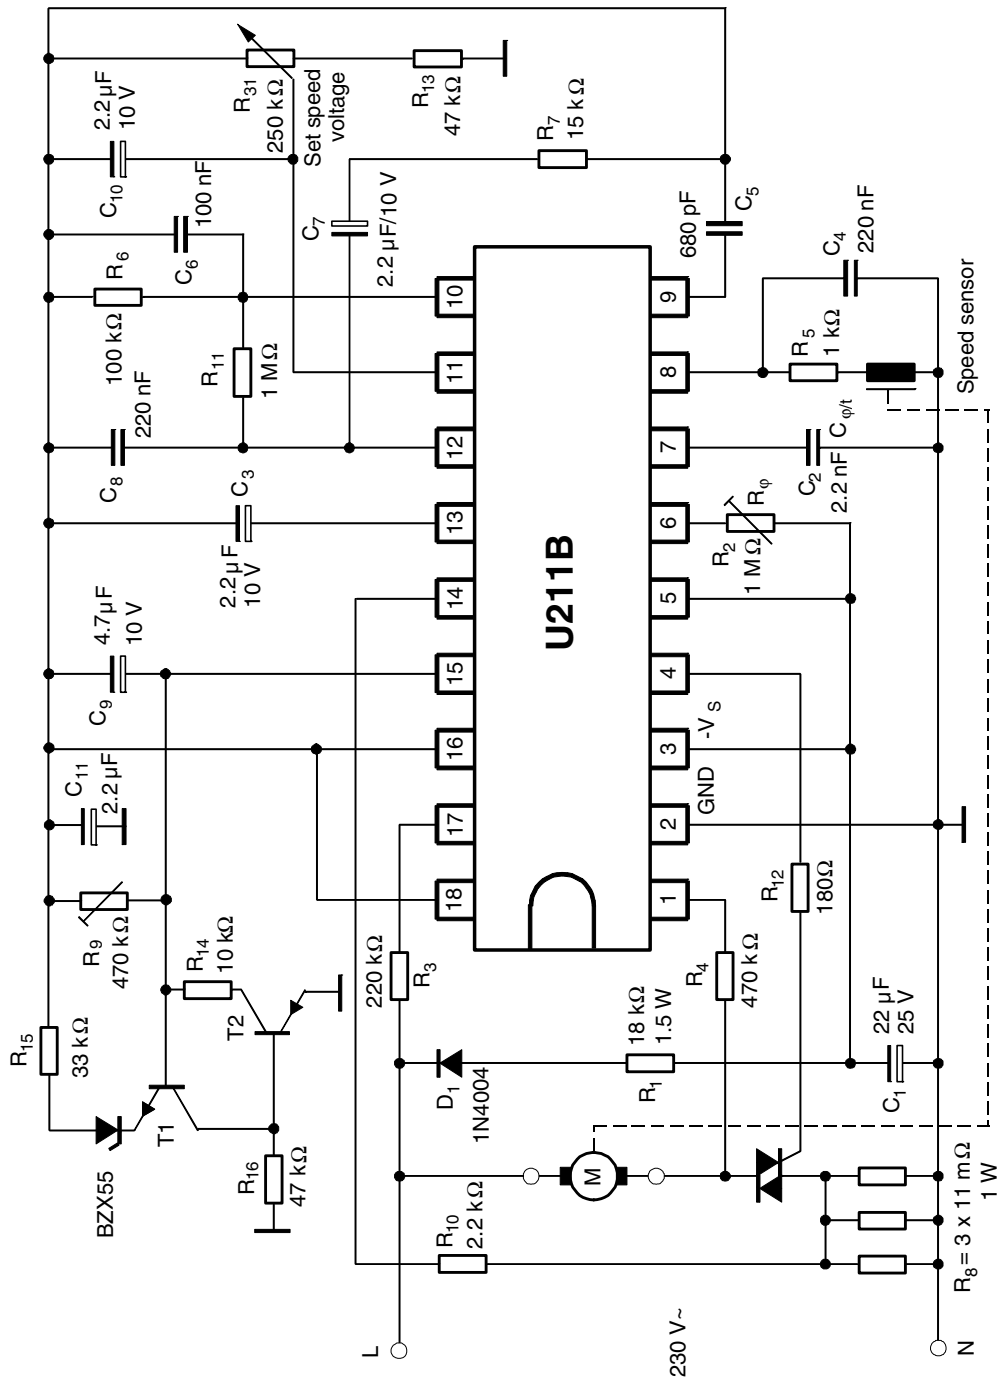 R15
33 kΩ
BZX55
T1
R16
47 kΩ
T2
R14
10 kΩ
R9
470 kΩ
C11
2.2 µF
C9
4.7µF
10 V
C3
2.2 µF
10 V
C8
220 nF
R6
100 kΩ
R11
1 MΩ
C6
100 nF
C10
2.2 µF
10 V
R31
250 kΩ
Set speed
voltage
R13
47 kΩ
C7
2.2 µF/10 V
R7
15 kΩ
L
230 V~
N
R10
2.2 kΩ
D1
1N4004
R1
18 kΩ
1.5 W
M
R3
220 kΩ
R4
470 kΩ
R12
180Ω
C1
22 µF
25 V
R8 = 3 x 11 mΩ
1 W
18
17
16
15
14
13
12
11
10
U211B
1
2
3
4
5
6
7
8
9
GND
-VS
R2
1 MΩ
Rφ
C2
2.2 nF
Cφ/t
R5
1 kΩ
C4
220 nF
680 pF
C5
Speed sensor